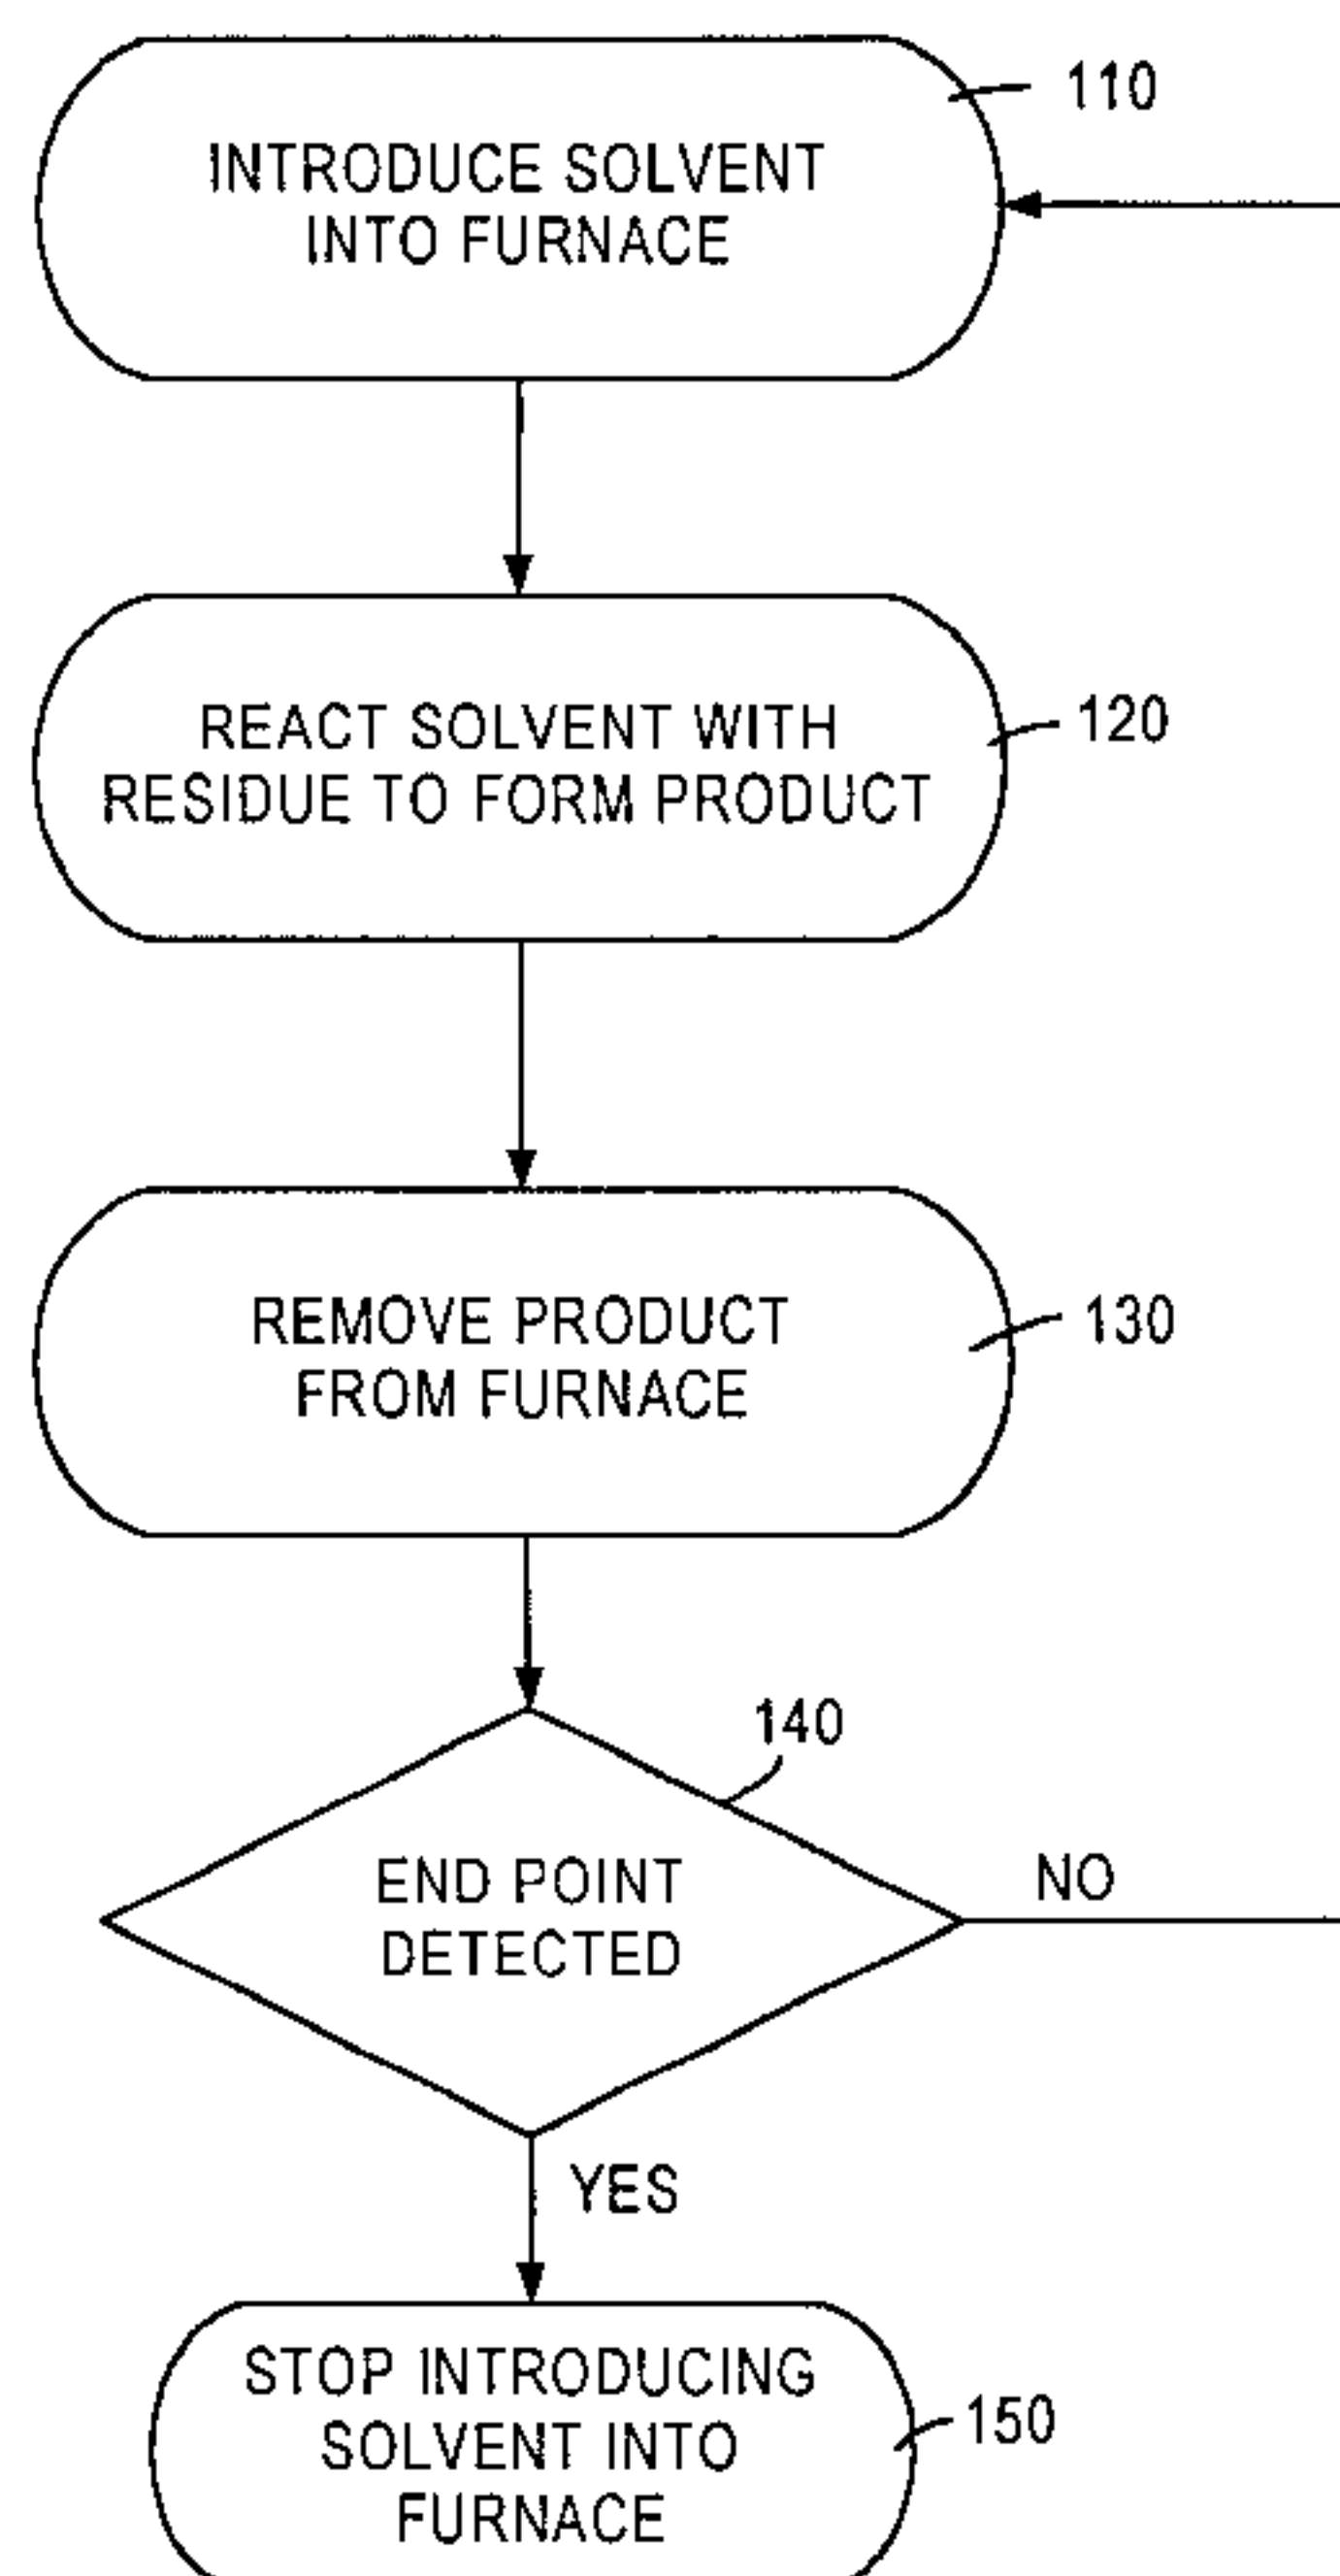 110
INTRODUCE SOLVENT
INTO FURNACE
REACT SOLVENT WITH
RESIDUE TO FORM PRODUCT
120
REMOVE PRODUCT
FROM FURNACE
130
140
END POINT
DETECTED
NO
YES
STOP INTRODUCING
SOLVENT INTO
FURNACE
150